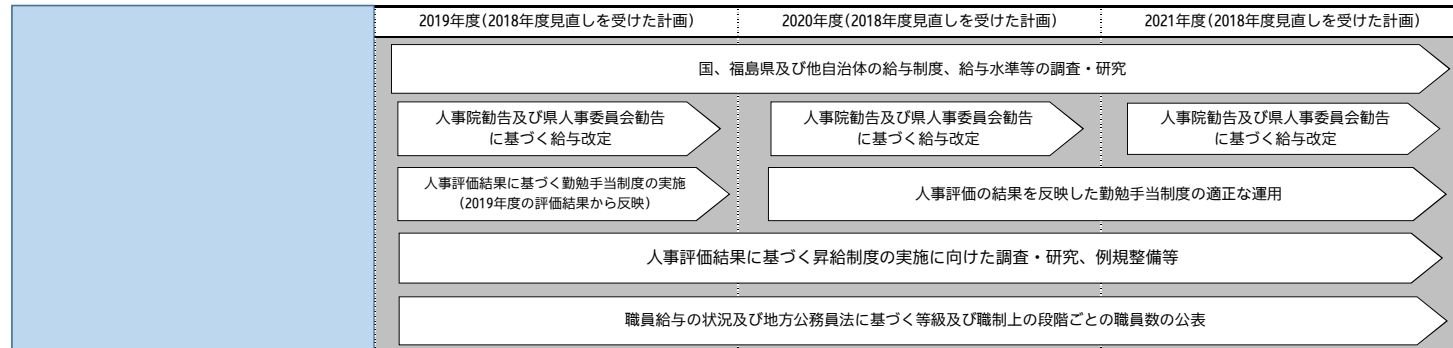 2019年度(2018年度見直しを受けた計画)
2020年度(2018年度見直しを受けた計画)
2021年度(2018年度見直しを受けた計画)
国、福島県及び他自治体の給与制度、給与水準等の調査・研究
人事院勧告及び県人事委員会勧告
に基づく給与改定
人事院勧告及び県人事委員会勧告
に基づく給与改定
人事院勧告及び県人事委員会勧告
に基づく給与改定
人事評価結果に基づく勤勉手当制度の実施
(2019年度の評価結果から反映)
人事評価の結果を反映した勤勉手当制度の適正な運用
人事評価結果に基づく昇給制度の実施に向けた調査・研究、例規整備等
職員給与の状況及び地方公務員法に基づく等級及び職制上の段階ごとの職員数の公表